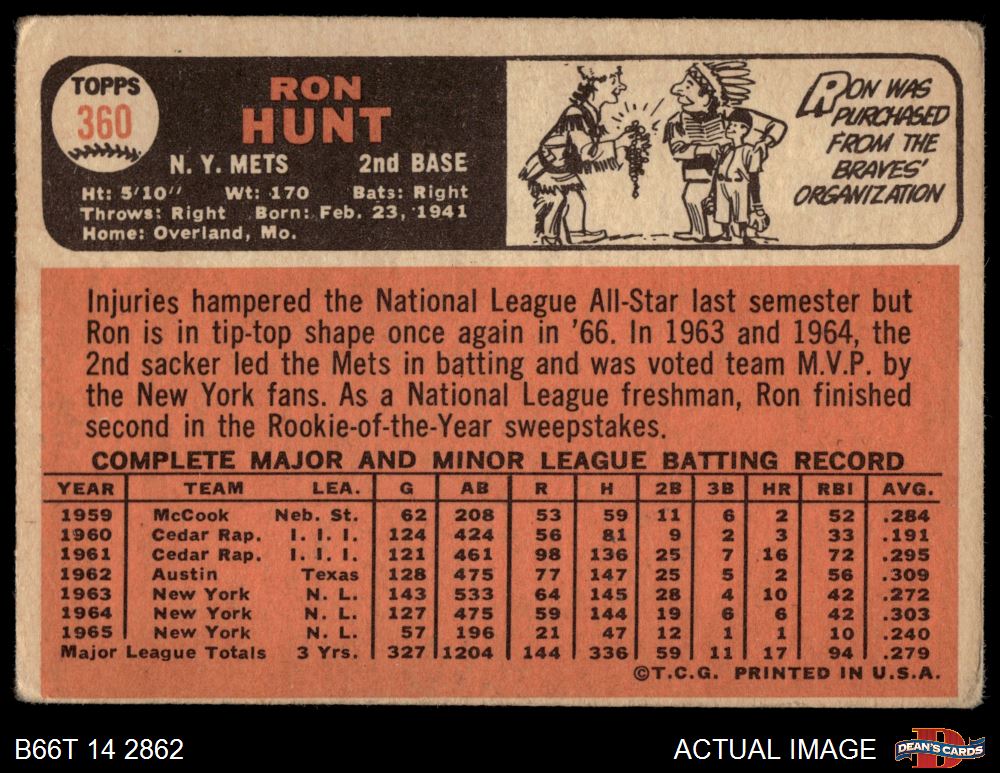 TOPPS
360
RON
HUNT
N. Y. METS 2nd BASE
Ht: 5'10" Wt: 170 Bats: Right
Throws: Right Born: Feb. 23, 1941
Home: Overland, Mo.
RON WAS
PURCHASED
FROM THE
BRAVES'
ORGANIZATION
Injuries hampered the National League All-Star last semester but
Ron is in tip-top shape once again in '66. In 1963 and 1964, the
2nd sacker led the Mets in batting and was voted team M.V.P. by
the New York fans. As a National League freshman, Ron finished
second in the Rookie-of-the-Year sweepstakes.
COMPLETE MAJOR AND MINOR LEAGUE BATTING RECORD
YEAR TEAM LEA. G AB R H 2B 3B HR RBI AVG.
1959 McCook Neb. St. 62 208 53 59 11 6 2 52 .284
1960 Cedar Rap. I. I. I. 124 424 56 81 9 2 3 33 .191
1961 Cedar Rap. I. I. I. 121 461 98 136 25 7 16 72 .295
1962 Austin Texas 128 475 77 147 25 5 2 56 .309
1963 New York N. L. 143 533 64 145 28 4 10 42 .272
1964 New York N. L. 127 475 59 144 19 6 6 42 .303
1965 New York N. L. 57 196 21 47 12 1 1 10 .240
Major League Totals 3 Yrs. 327 1204 144 336 59 11 17 94 .279
©T.C.G. PRINTED IN U.S.A.
B66T 14 2862
ACTUAL IMAGE
D
DEAN'S CARDS